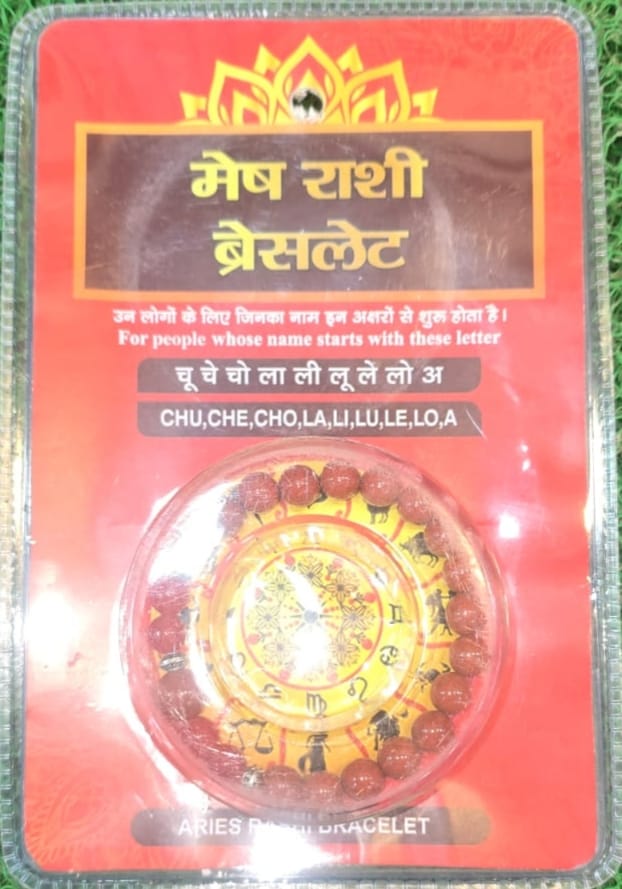 मेष राशी
ब्रेसलेट
उन लोगों के लिए जिनका नाम इन अक्षरों से शुरु होता है।
For people whose name starts with these letter
चू चे चो ला ली लू ले लो अ
CHU,CHE,CHO,LA,LI,LU,LE,LO,A
ARIES RASHI BRACELET